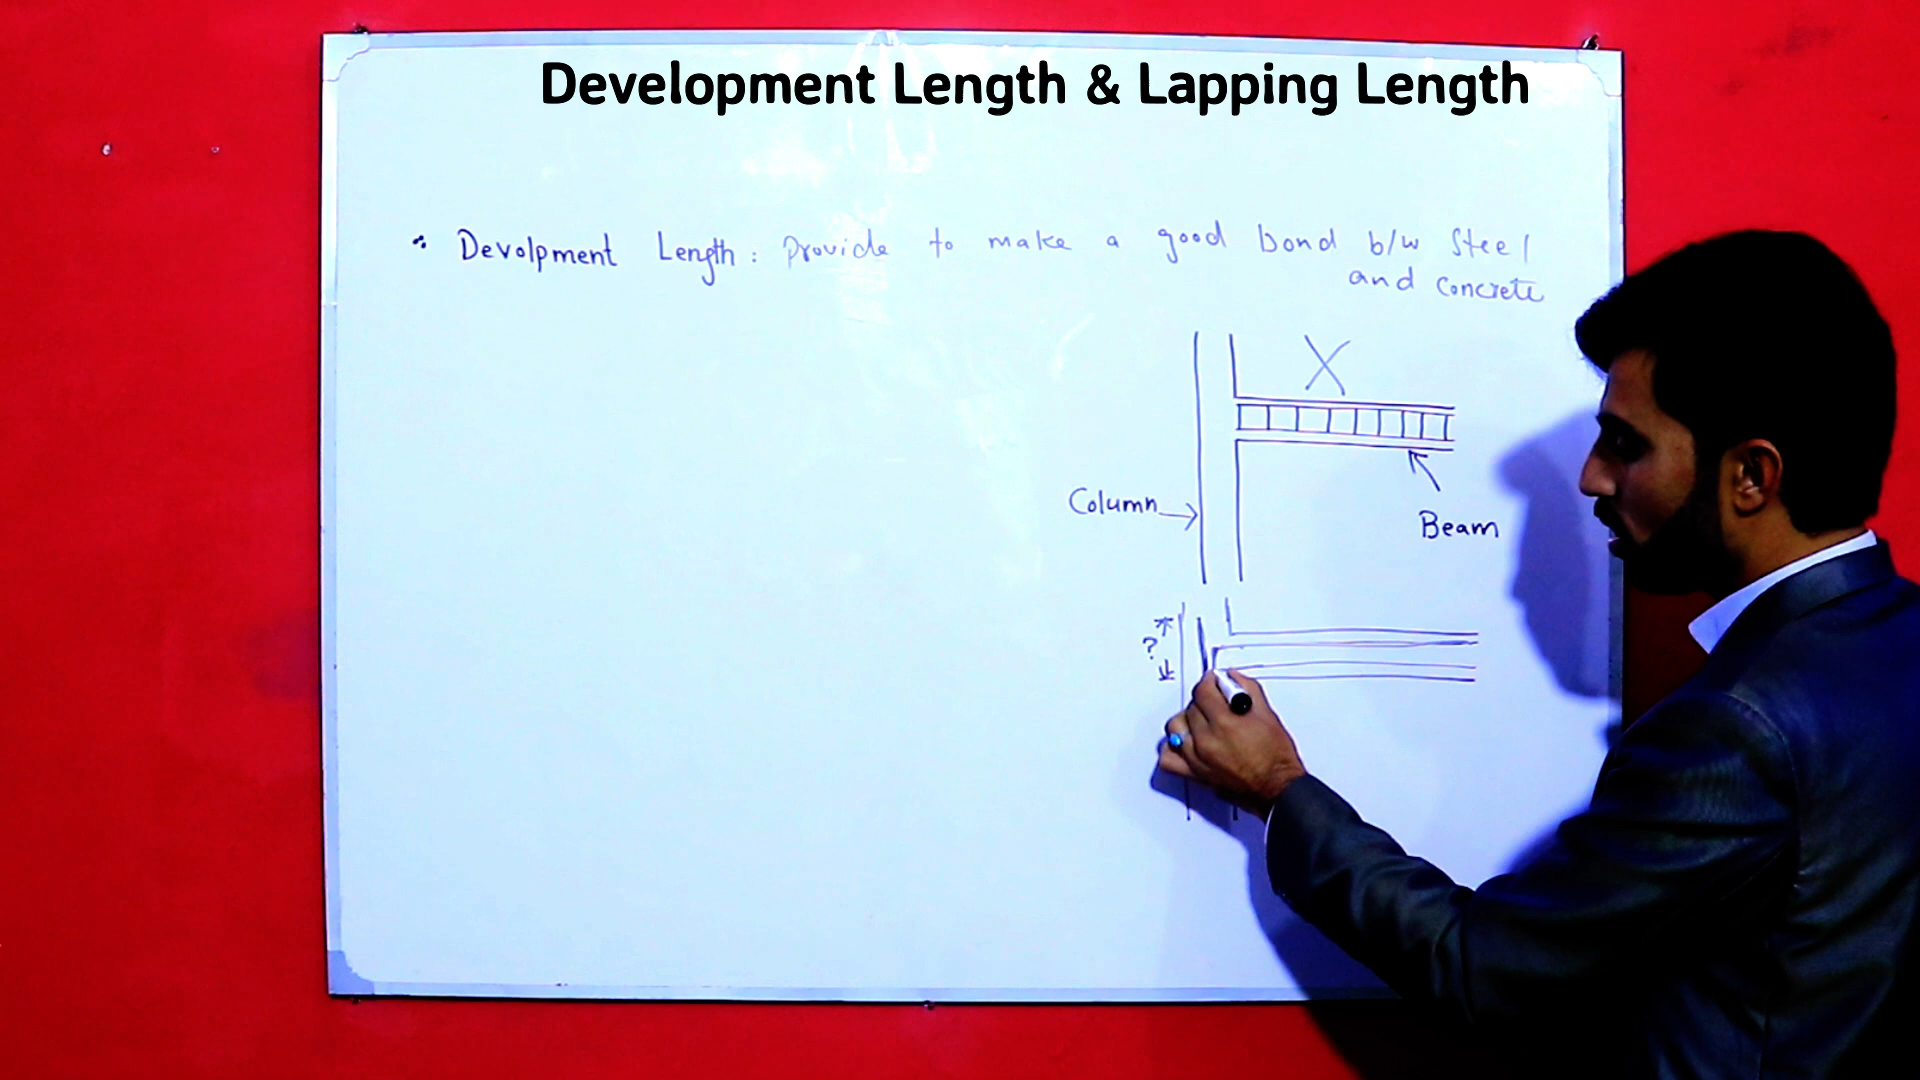 Development Length & Lapping Length
Devolpment Length : Provide to make a good bond b/w Steel
and Concrete
X
Column
Beam
?